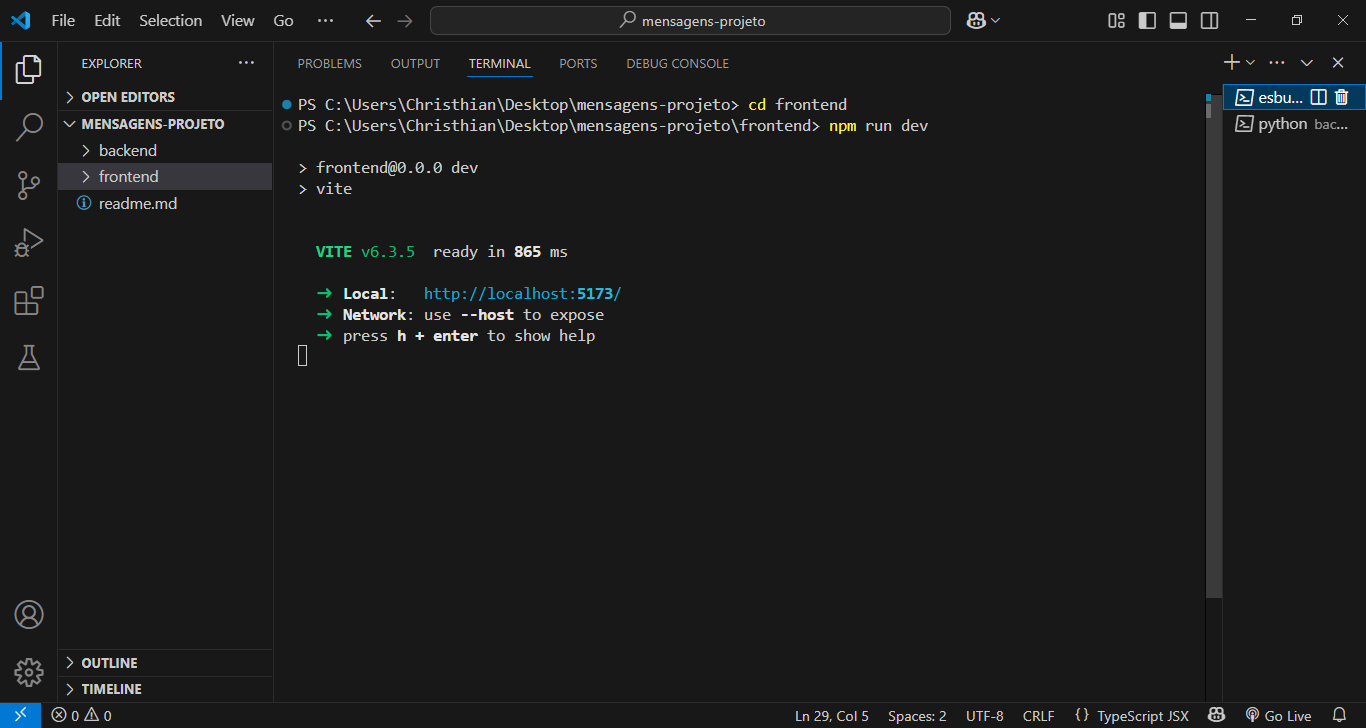 File Edit Selection View Go ··· mensagens-projeto
EXPLORER ···
OPEN EDITORS
MENSAGENS-PROJETO
backend
frontend
readme.md
OUTLINE
TIMELINE
PROBLEMS OUTPUT TERMINAL PORTS DEBUG CONSOLE
PS C:\Users\Christhian\Desktop\mensagens-projeto> cd frontend
PS C:\Users\Christhian\Desktop\mensagens-projeto\frontend> npm run dev
> frontend@0.0.0 dev
> vite
VITE v6.3.5 ready in 865 ms
➜ Local: http://localhost:5173/
➜ Network: use --host to expose
➜ press h + enter to show help
esbu...
python bac...
0 0 Ln 29, Col 5 Spaces: 2 UTF-8 CRLF {} TypeScript JSX Go Live